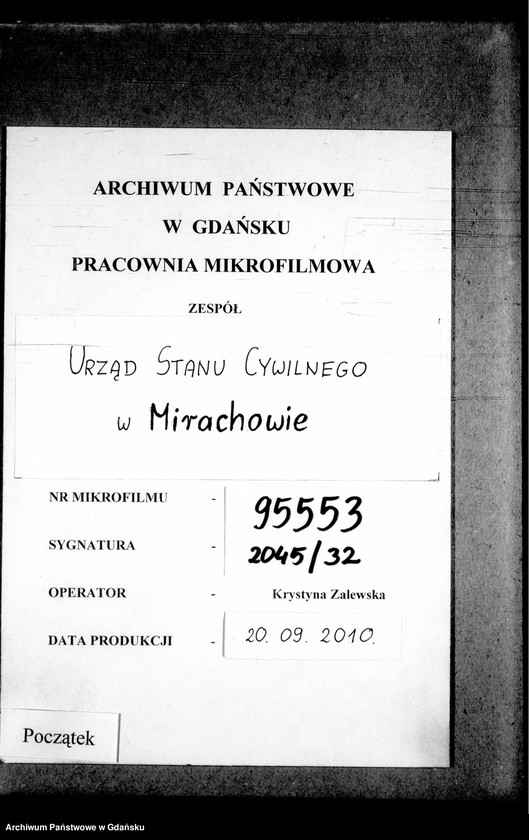 ARCHIWUM PAŃSTWOWE
W GDAŃSKU
PRACOWNIA MIKROFILMOWA
ZESPÓŁ
URZĄD STANU CYWILNEGO
w Mirachowie
NR MIKROFILMU - 95553
SYGNATURA - 2045/32
OPERATOR - Krystyna Zalewska
DATA PRODUKCJI - 20. 09. 2010.
Początek
Archiwum Państwowe w Gdańsku